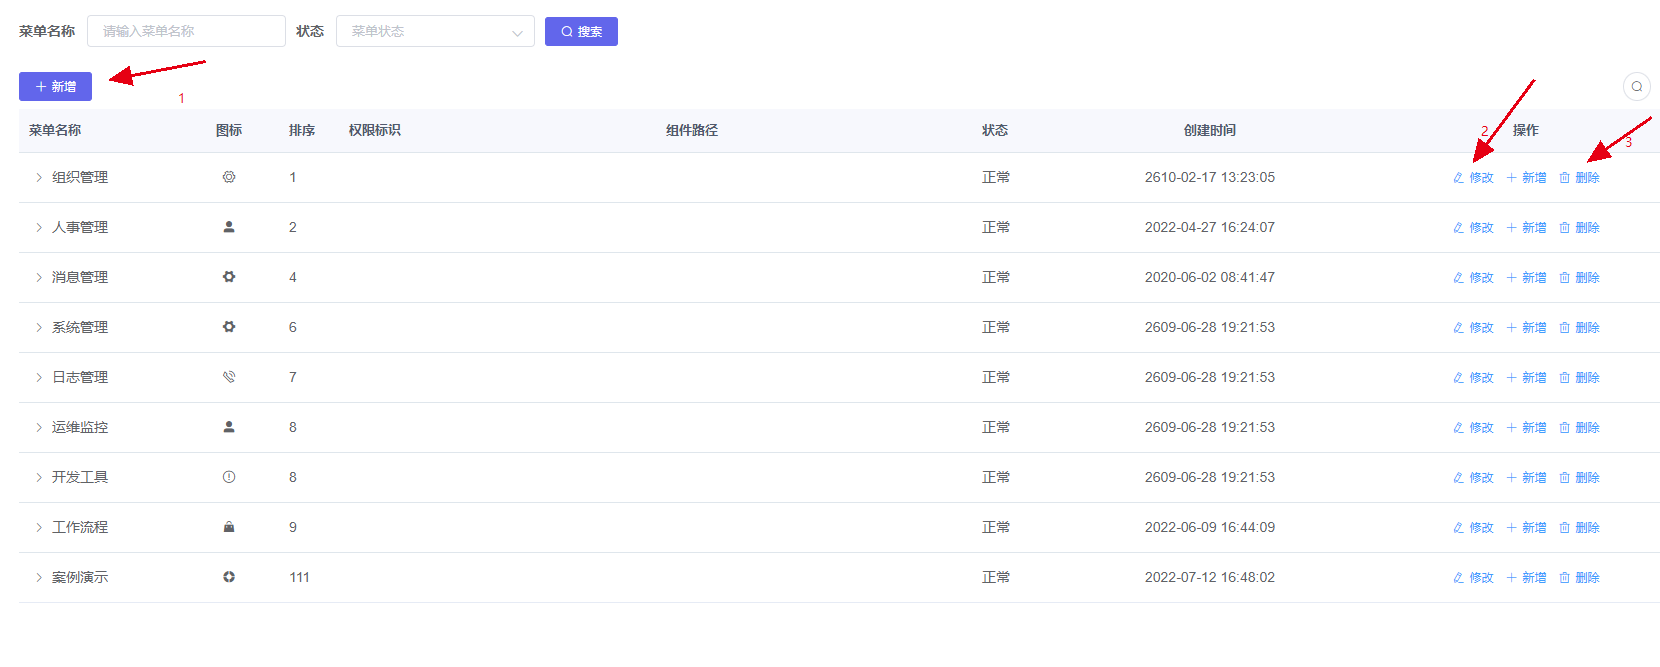 菜单名称 请输入菜单名称 状态 菜单状态 搜索
新增
1
菜单名称 图标 排序 权限标识 组件路径 状态 创建时间 2 操作 3
组织管理 1 正常 2610-02-17 13:23:05 修改 新增 删除
人事管理 2 正常 2022-04-27 16:24:07 修改 新增 删除
消息管理 4 正常 2020-06-02 08:41:47 修改 新增 删除
系统管理 6 正常 2609-06-28 19:21:53 修改 新增 删除
日志管理 7 正常 2609-06-28 19:21:53 修改 新增 删除
运维监控 8 正常 2609-06-28 19:21:53 修改 新增 删除
开发工具 8 正常 2609-06-28 19:21:53 修改 新增 删除
工作流程 9 正常 2022-06-09 16:44:09 修改 新增 删除
案例演示 111 正常 2022-07-12 16:48:02 修改 新增 删除